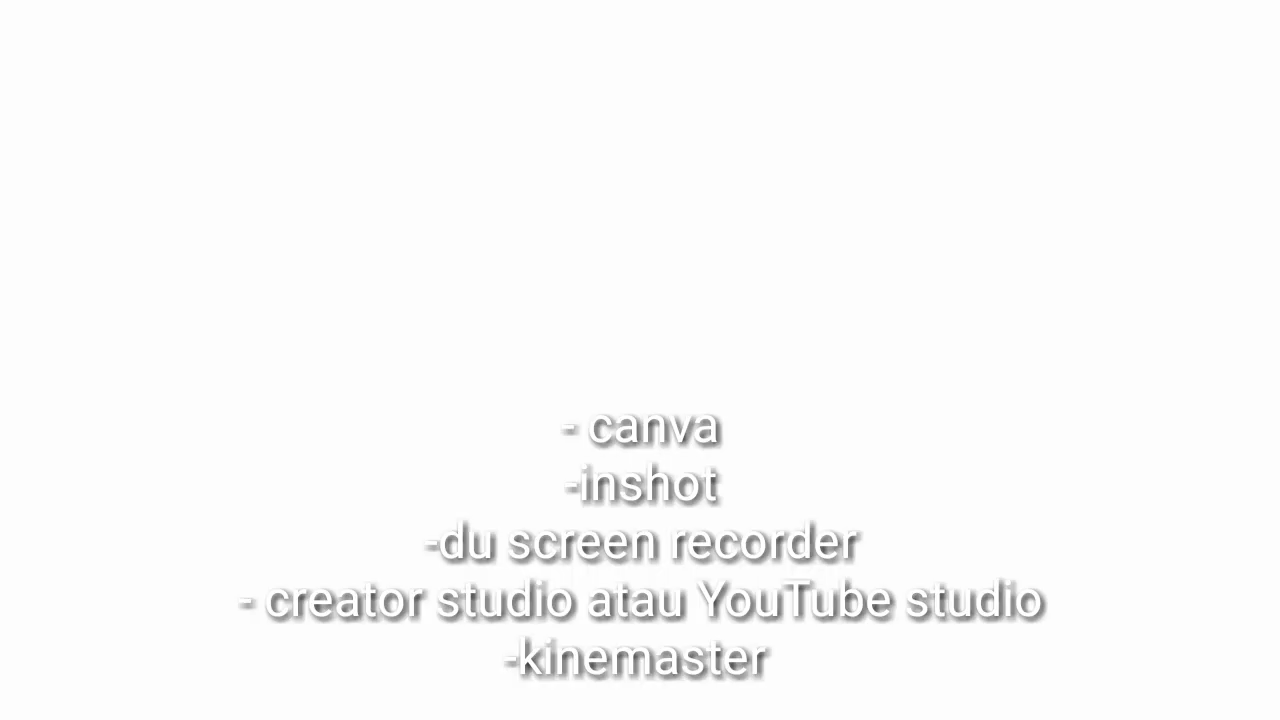 - canva
-inshot
-du screen recorder
- creator studio atau YouTube studio
-kinemaster